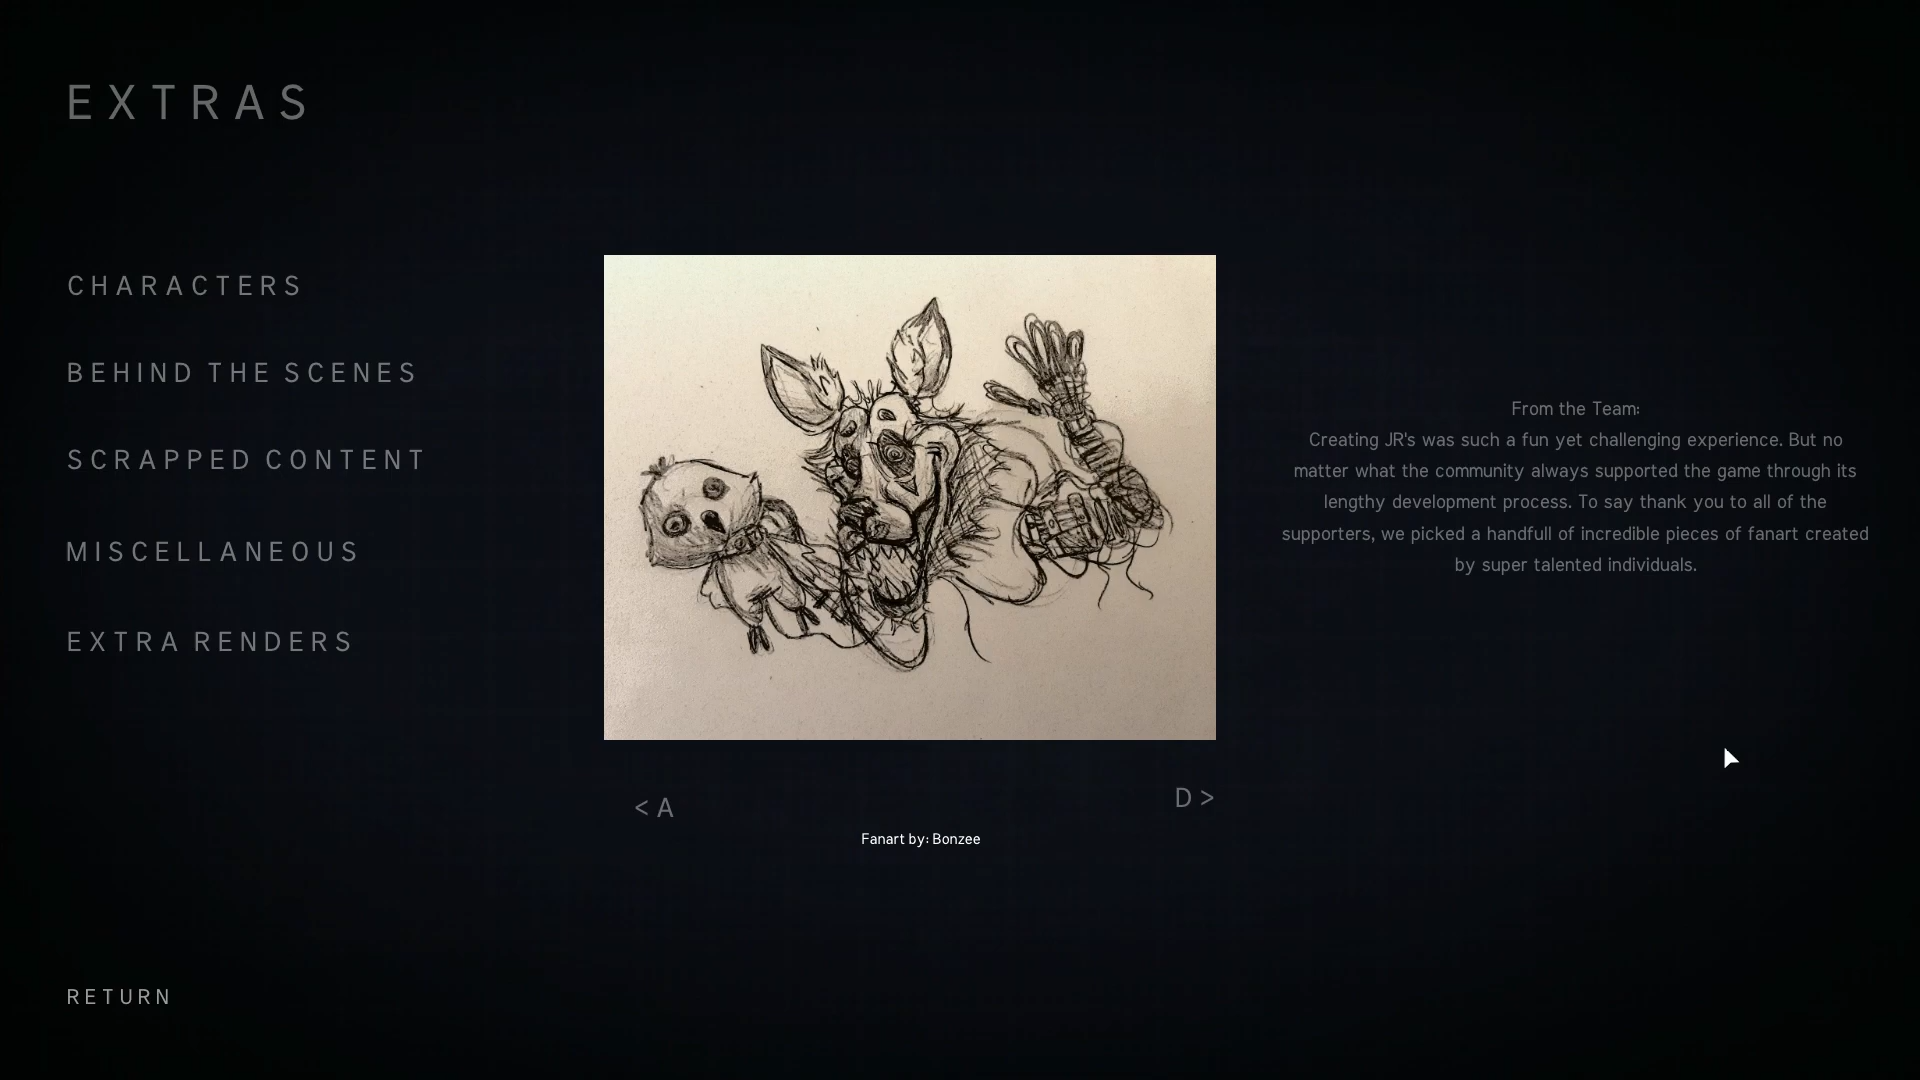 EXTRAS
CHARACTERS
BEHIND THE SCENES
SCRAPPED CONTENT
MISCELLANEOUS
EXTRA RENDERS
RETURN
< A
D >
Fanart by: Bonzee
From the Team:
Creating JR's was such a fun yet challenging experience. But no
matter what the community always supported the game through its
lengthy development process. To say thank you to all of the
supporters, we picked a handfull of incredible pieces of fanart created
by super talented individuals.